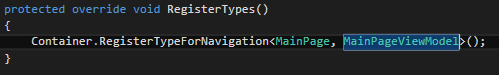 protected override void RegisterTypes()
{
Container.RegisterTypeForNavigation<MainPage, MainPageViewModel>();
}